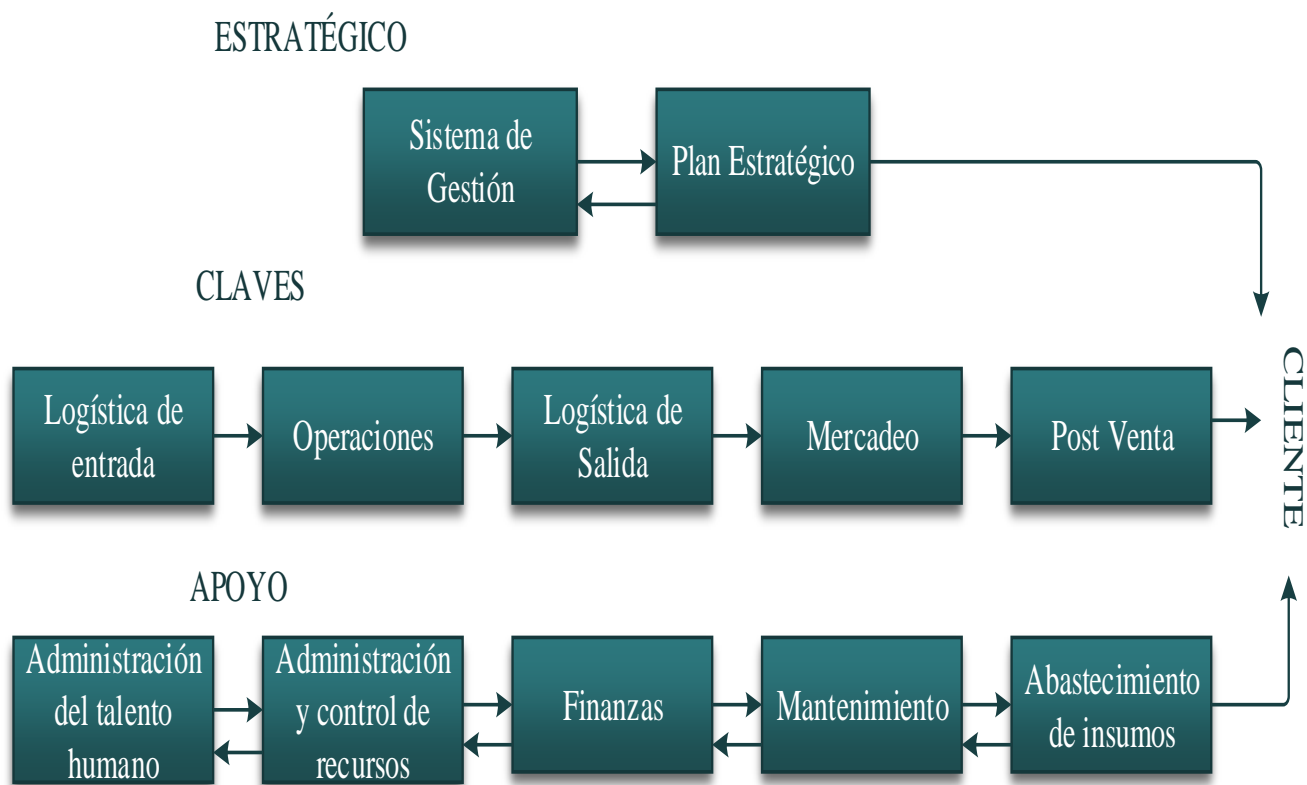 ESTRATÉGICO
Sistema de
Gestión
Plan Estratégico
CLAVES
Logística de
entrada
Operaciones
Logística de
Salida
Mercadeo
Post Venta
CLIENTE
APOYO
Administración
del talento
humano
Administración
y control de
recursos
Finanzas
Mantenimiento
Abastecimiento
de insumos